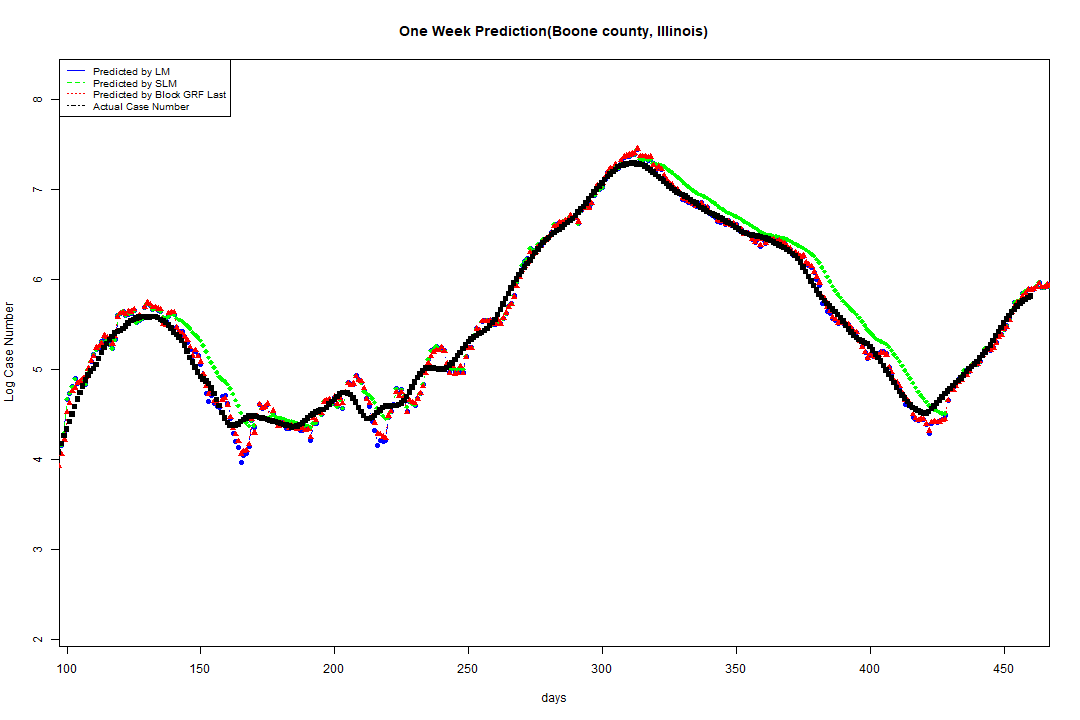 One Week Prediction(Boone county, Illinois)
Predicted by LM
Predicted by SLM
Predicted by Block GRF Last
Actual Case Number
Log Case Number
8
7
6
5
4
3
2
100 150 200 250 300 350 400 450
days